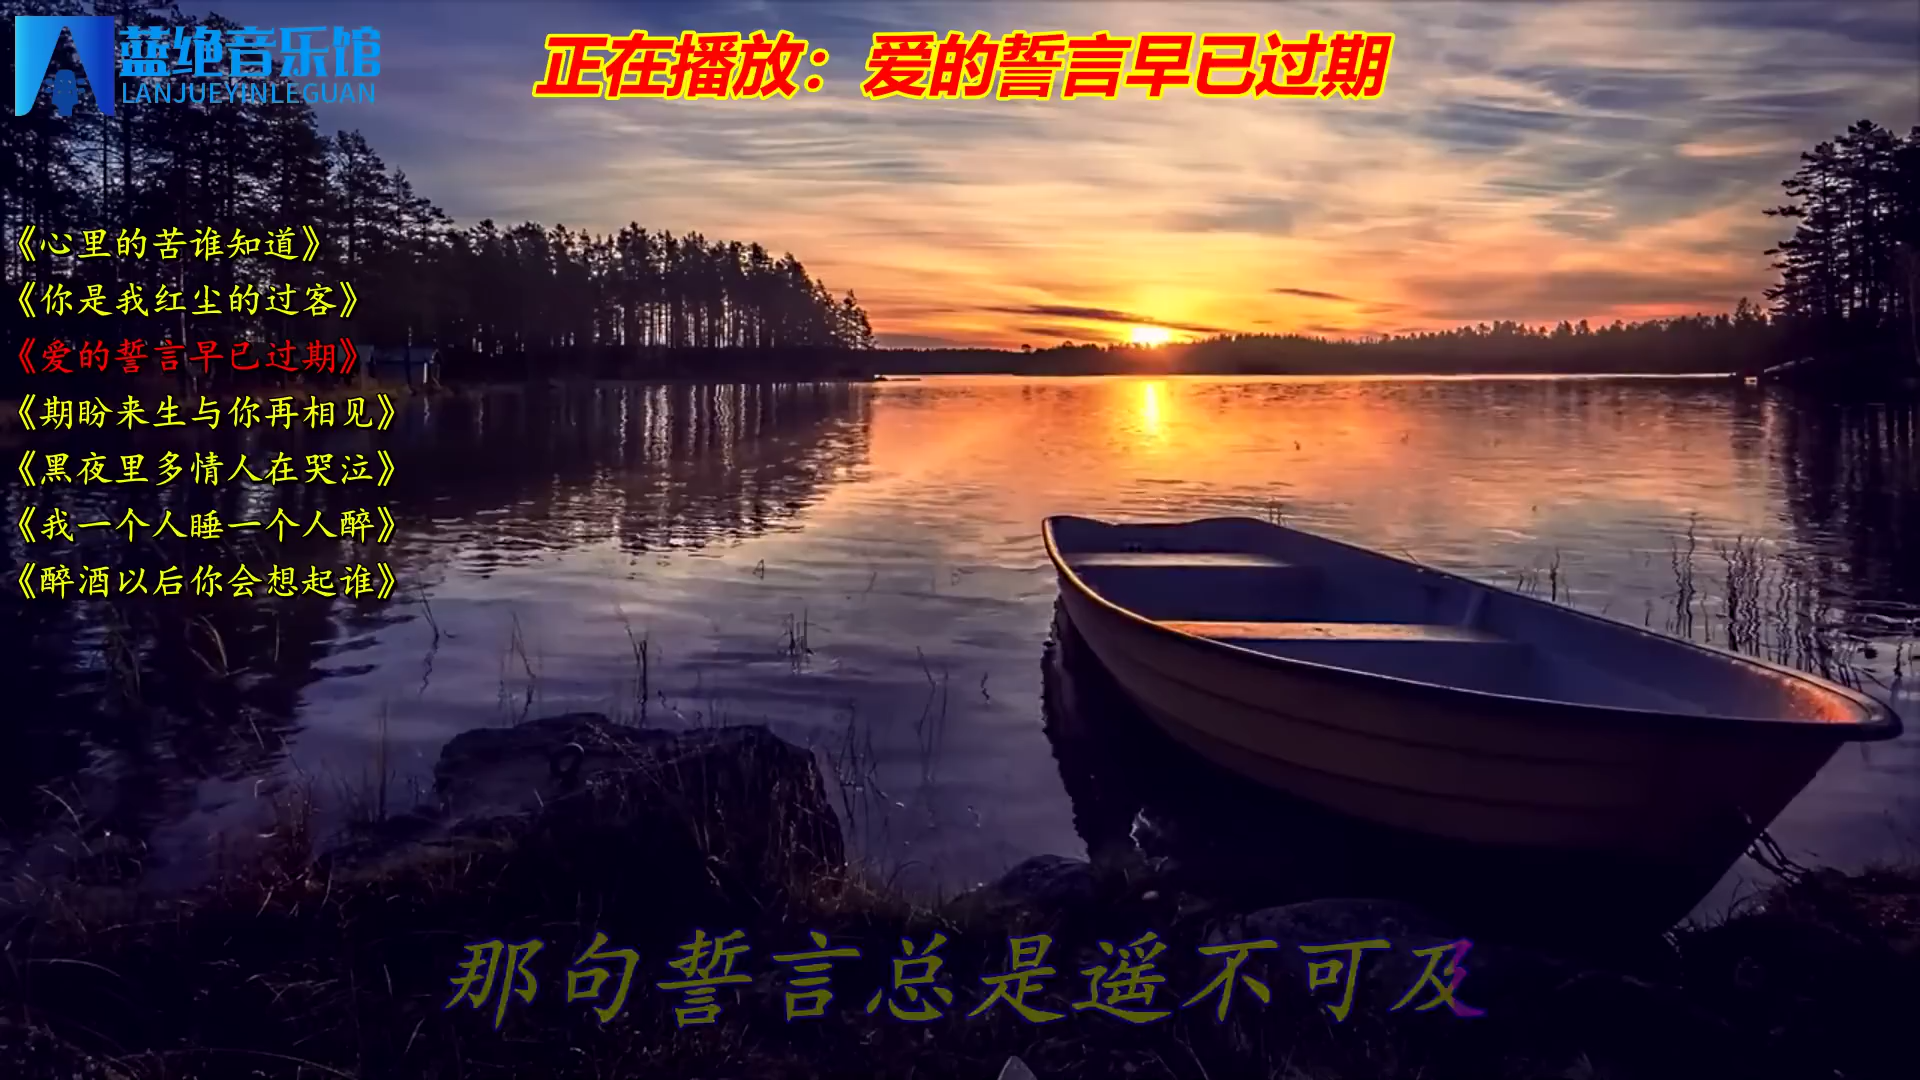 蓝绝音乐馆
LANJUEYINLEGUAN
正在播放：爱的誓言早已过期
《心里的苦谁知道》
《你是我红尘的过客》
《爱的誓言早已过期》
《期盼来生与你再相见》
《黑夜里多情人在哭泣》
《我一个人睡一个人醉》
《醉酒以后你会想起谁》
那句誓言总是遥不可及